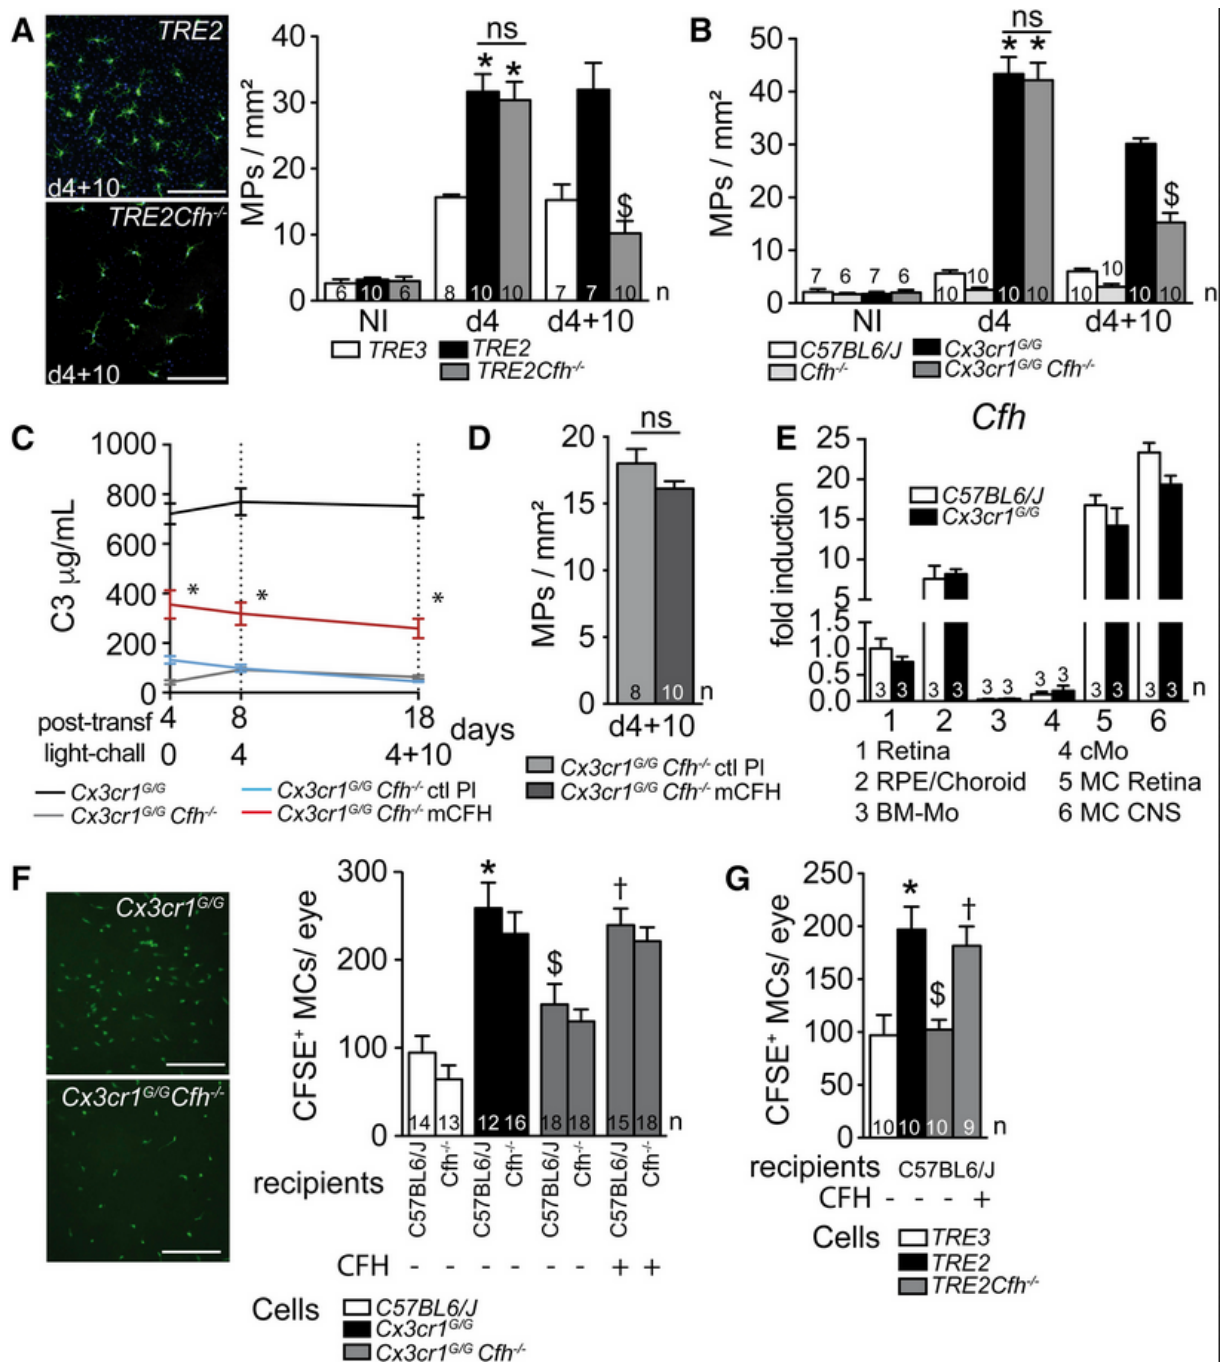 A
TRE2
d4+10
TRE2Cfh-/-
d4+10
MPs / mm²
40
30
20
10
0
ns
* *
$
6 10 6 8 10 10 7 7 10 n
NI d4 d4+10
TRE3 TRE2
TRE2Cfh-/-
B
MPs / mm²
50
40
30
20
10
0
ns
* *
$
7 6 7 6 10 10 10 10 10 10 10 10 n
NI d4 d4+10
C57BL6/J Cx3cr1G/G
Cfh-/- Cx3cr1G/G Cfh-/-
C
C3 μg/mL
1000
800
600
400
200
0
* * *
post-transf 4 8 18 days
light-chall 0 4 4+10
Cx3cr1G/G Cx3cr1G/G Cfh-/- ctl PI
Cx3cr1G/G Cfh-/- Cx3cr1G/G Cfh-/- mCFH
D
MPs / mm²
20
15
10
5
0
ns
8 10 n
d4+10
Cx3cr1G/G Cfh-/- ctl PI
Cx3cr1G/G Cfh-/- mCFH
E
Cfh
fold induction
25
20
15
10
5
1.5
1.0
0.5
0.0
C57BL6/J
Cx3cr1G/G
3 3 3 3 3 3 3 3 3 3 3 3 n
1 2 3 4 5 6
1 Retina 4 cMo
2 RPE/Choroid 5 MC Retina
3 BM-Mo 6 MC CNS
F
Cx3cr1G/G
Cx3cr1G/GCfh-/-
CFSE+ MCs/ eye
300
200
100
0
* $ †
14 13 12 16 18 18 15 18 n
recipients C57BL6/J Cfh-/- C57BL6/J Cfh-/- C57BL6/J Cfh-/- C57BL6/J Cfh-/-
CFH - - - - - - + +
Cells C57BL6/J
Cx3cr1G/G
Cx3cr1G/G Cfh-/-
G
CFSE+ MCs/ eye
250
200
150
100
50
0
* $ †
10 10 10 9 n
recipients C57BL6/J
CFH - - - +
Cells TRE3
TRE2
TRE2Cfh-/-